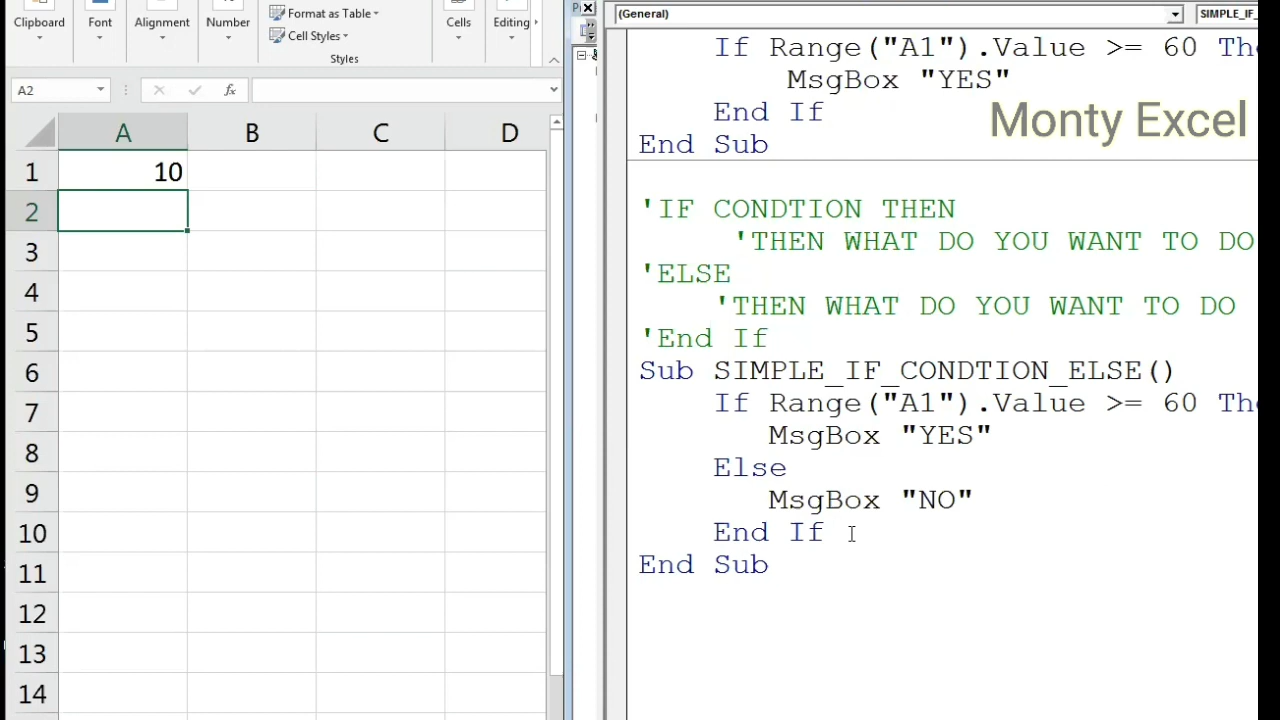 Clipboard
Font
Alignment
Number
Format as Table
Cell Styles
Styles
Cells
Editing
A2
fx
A B C D
1 10
2
3
4
5
6
7
8
9
10
11
12
13
14
(General)
SIMPLE_IF_
If Range("A1").Value >= 60 The
MsgBox "YES"
End If
End Sub
Monty Excel
'IF CONDTION THEN
'THEN WHAT DO YOU WANT TO DO
'ELSE
'THEN WHAT DO YOU WANT TO DO
'End If
Sub SIMPLE_IF_CONDTION_ELSE()
If Range("A1").Value >= 60 The
MsgBox "YES"
Else
MsgBox "NO"
End If
End Sub